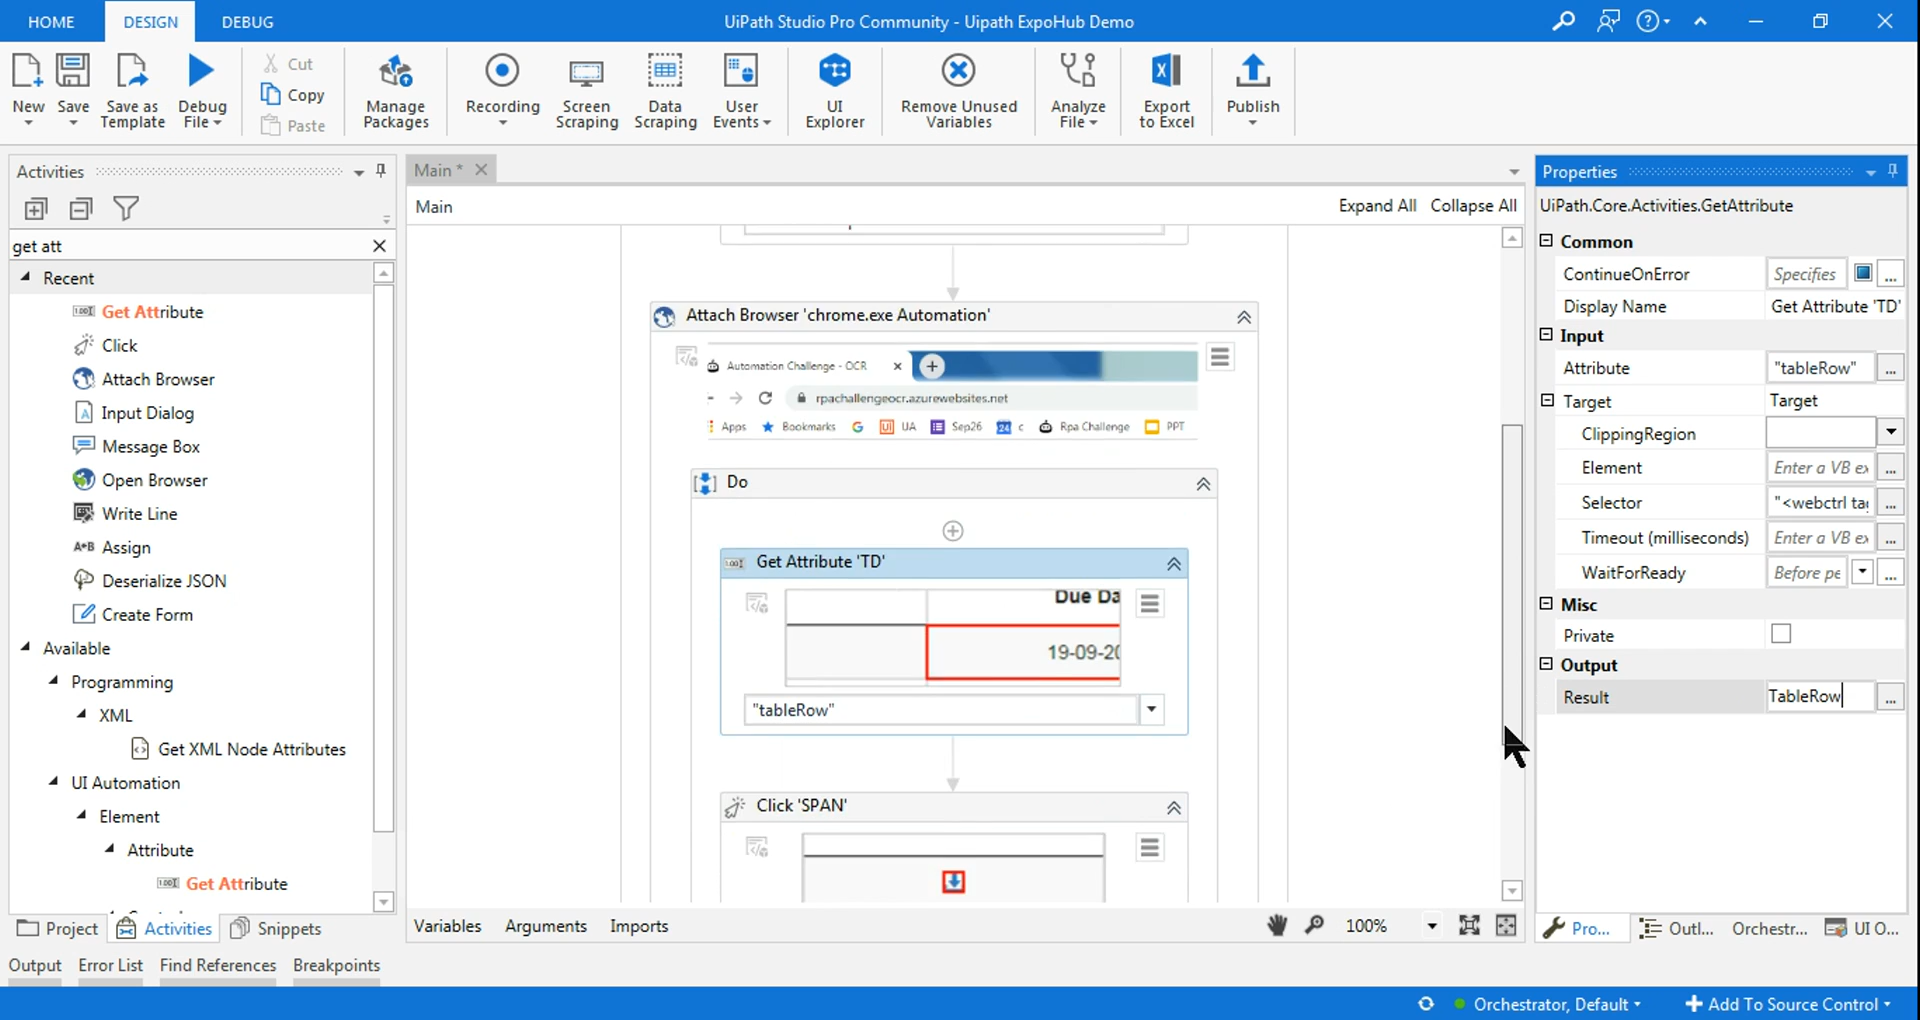 HOME DESIGN DEBUG UiPath Studio Pro Community - Uipath ExpoHub Demo
New Save Save as Template Debug File
Cut
Copy
Paste
Manage Packages
Recording Screen Scraping Data Scraping User Events
UI Explorer
Remove Unused Variables
Analyze File
Export to Excel
Publish
Activities
get att
Recent
Get Attribute
Click
Attach Browser
Input Dialog
Message Box
Open Browser
Write Line
A+B Assign
Deserialize JSON
Create Form
Available
Programming
XML
Get XML Node Attributes
UI Automation
Element
Attribute
Get Attribute
Project Activities Snippets
Main *
Main Expand All Collapse All
Attach Browser 'chrome.exe Automation'
Automation Challenge - OCR
rpachallengeocr.azurewebsites.net
Apps Bookmarks UA Sep26 24 c Rpa Challenge PPT
Do
Get Attribute 'TD'
Due Da
19-09-20
"tableRow"
Click 'SPAN'
Variables Arguments Imports 100%
Properties
UiPath.Core.Activities.GetAttribute
Common
ContinueOnError Specifies ...
Display Name Get Attribute 'TD'
Input
Attribute "tableRow" ...
Target Target
ClippingRegion
Element Enter a VB ex ...
Selector "<webctrl tag ...
Timeout (milliseconds) Enter a VB ex ...
WaitForReady Before pe ...
Misc
Private
Output
Result TableRow ...
Pro... Outl... Orchestr... UI O...
Output Error List Find References Breakpoints
Orchestrator, Default Add To Source Control